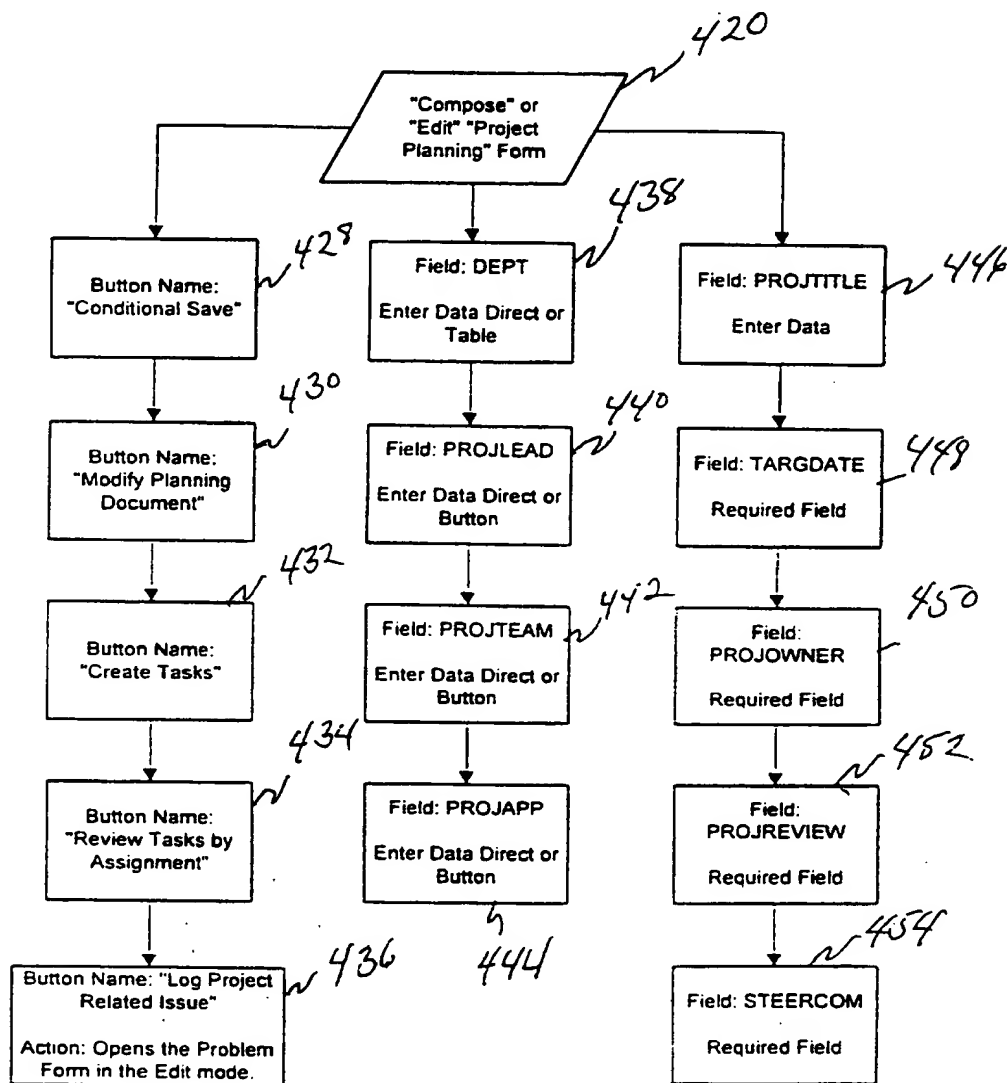 420
"Compose" or
"Edit" "Project
Planning" Form
428
Button Name:
"Conditional Save"
438
Field: DEPT
Enter Data Direct or
Table
446
Field: PROJTITLE
Enter Data
430
Button Name:
"Modify Planning
Document"
440
Field: PROJLEAD
Enter Data Direct or
Button
448
Field: TARGDATE
Required Field
432
Button Name:
"Create Tasks"
442
Field: PROJTEAM
Enter Data Direct or
Button
450
Field:
PROJOWNER
Required Field
434
Button Name:
"Review Tasks by
Assignment"
Field: PROJAPP
Enter Data Direct or
Button
444
452
Field:
PROJREVIEW
Required Field
436
Button Name: "Log Project
Related Issue"
Action: Opens the Problem
Form in the Edit mode.
454
Field: STEERCOM
Required Field